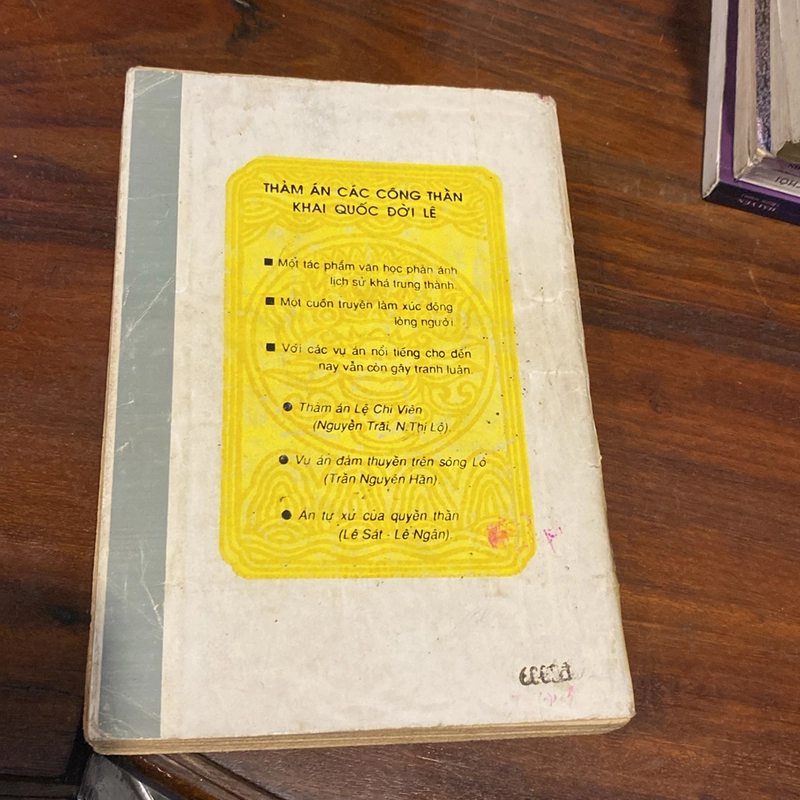 THẢM ÁN CÁC CÔNG THẦN
KHAI QUỐC ĐỜI LÊ
■ Một tác phẩm văn học phản ánh
lịch sử khá trung thành.
■ Một cuốn truyện làm xúc động
lòng người.
■ Với các vụ án nổi tiếng cho đến
nay vẫn còn gây tranh luận.
● Thảm án Lệ Chi Viên
(Nguyễn Trãi, N.Thị Lộ).
● Vụ án đắm thuyền trên sông Lô
(Trần Nguyên Hãn)
● Án tự xử của quyền thần
(Lê Sát - Lê Ngân).
HẢI YẾN